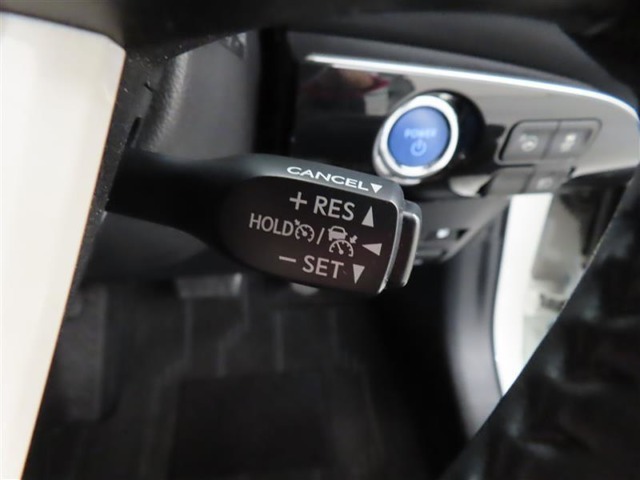 POWER
CANCEL▼
+ RES ▲
HOLD / ◀
− SET ▼